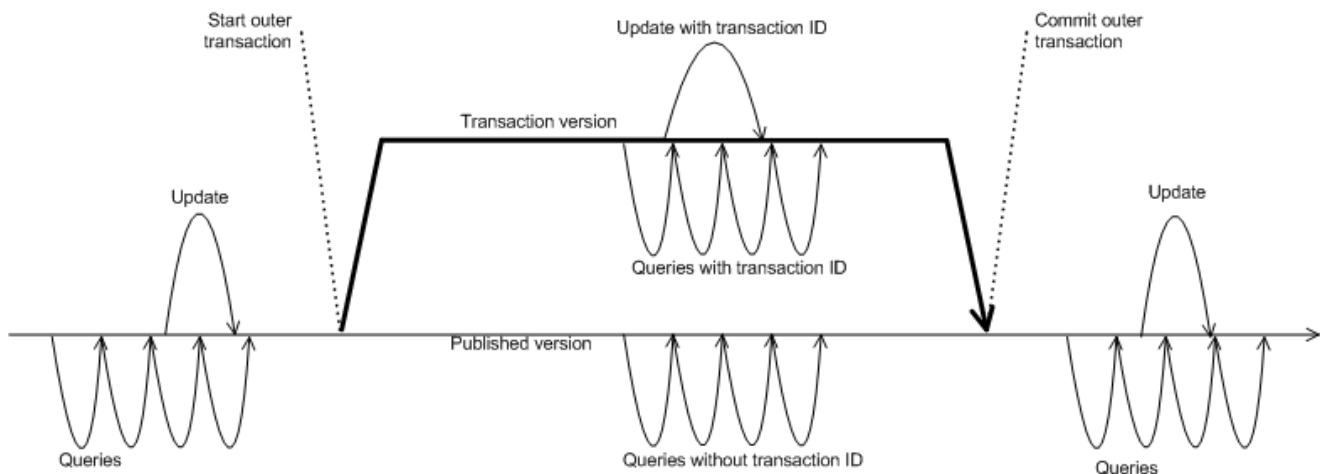 Start outer
transaction
Update with transaction ID
Commit outer
transaction
Transaction version
Update
Update
Queries with transaction ID
Published version
Queries
Queries without transaction ID
Queries